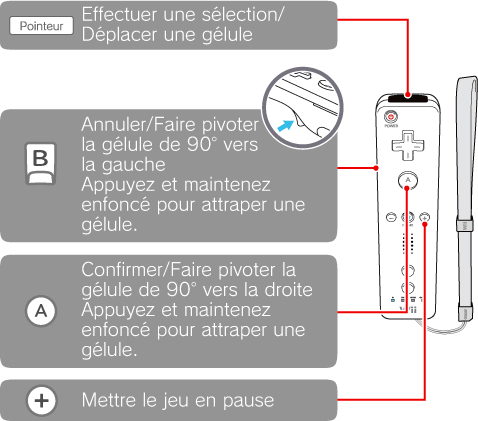 Pointeur
Effectuer une sélection/
Déplacer une gélule
B
Annuler/Faire pivoter
la gélule de 90° vers
la gauche
Appuyez et maintenez
enfoncé pour attraper une
gélule.
A
Confirmer/Faire pivoter la
gélule de 90° vers la droite
Appuyez et maintenez
enfoncé pour attraper une
gélule.
+
Mettre le jeu en pause
POWER
A
Wii